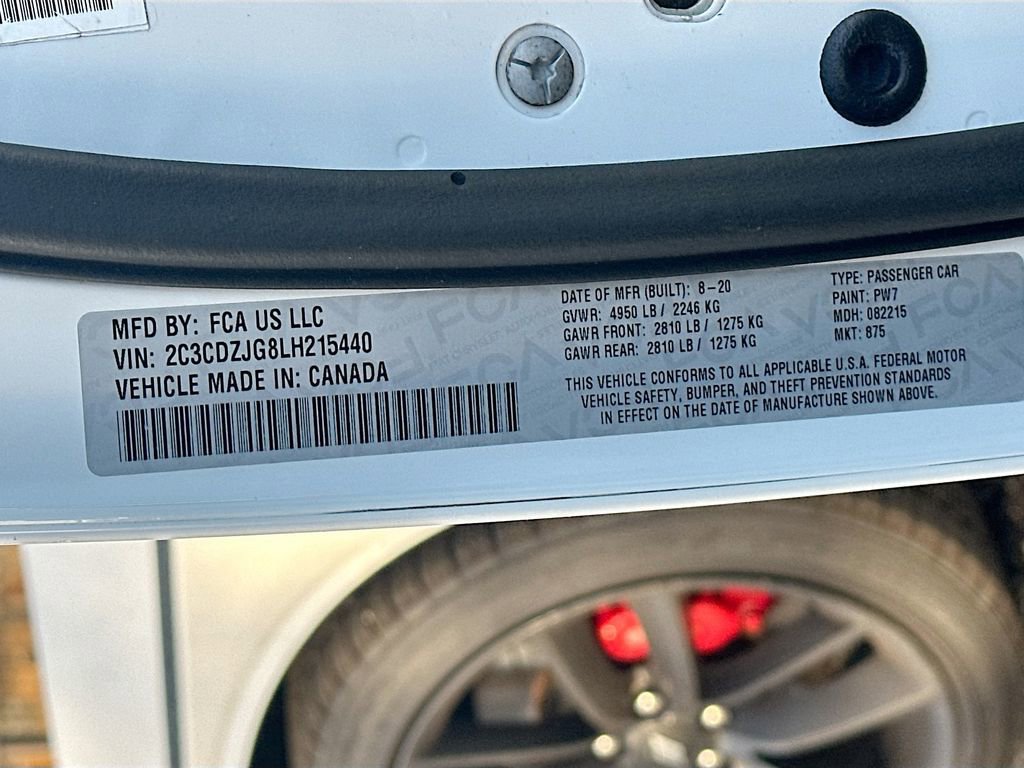 MFD BY: FCA US LLC
VIN: 2C3CDZJG8LH215440
VEHICLE MADE IN: CANADA
DATE OF MFR (BUILT): 8-20
GVWR: 4950 LB / 2246 KG
GAWR FRONT: 2810 LB / 1275 KG
GAWR REAR: 2810 LB / 1275 KG
TYPE: PASSENGER CAR
PAINT: PW7
MDH: 082215
MKT: 875
THIS VEHICLE CONFORMS TO ALL APPLICABLE U.S.A. FEDERAL MOTOR
VEHICLE SAFETY, BUMPER, AND THEFT PREVENTION STANDARDS
IN EFFECT ON THE DATE OF MANUFACTURE SHOWN ABOVE.